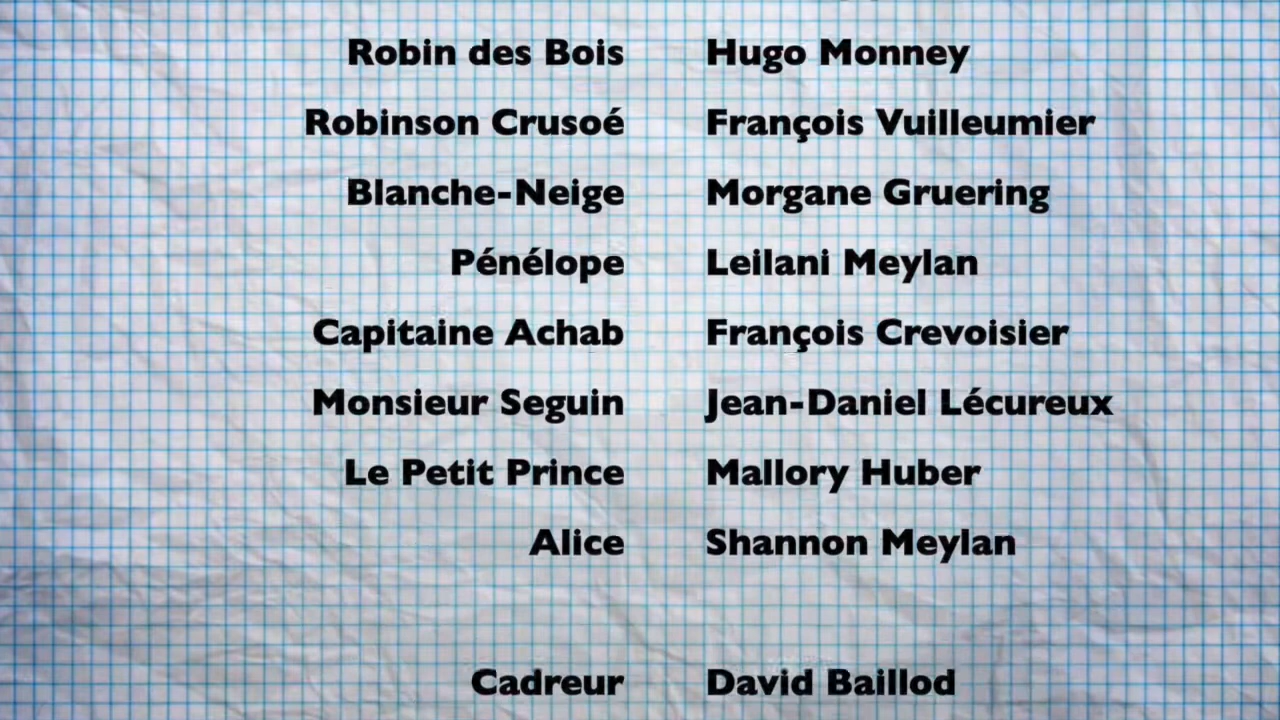 Robin des Bois Hugo Monney
Robinson Crusoé François Vuilleumier
Blanche-Neige Morgane Gruering
Pénélope Leilani Meylan
Capitaine Achab François Crevoisier
Monsieur Seguin Jean-Daniel Lécureux
Le Petit Prince Mallory Huber
Alice Shannon Meylan
Cadreur David Baillod